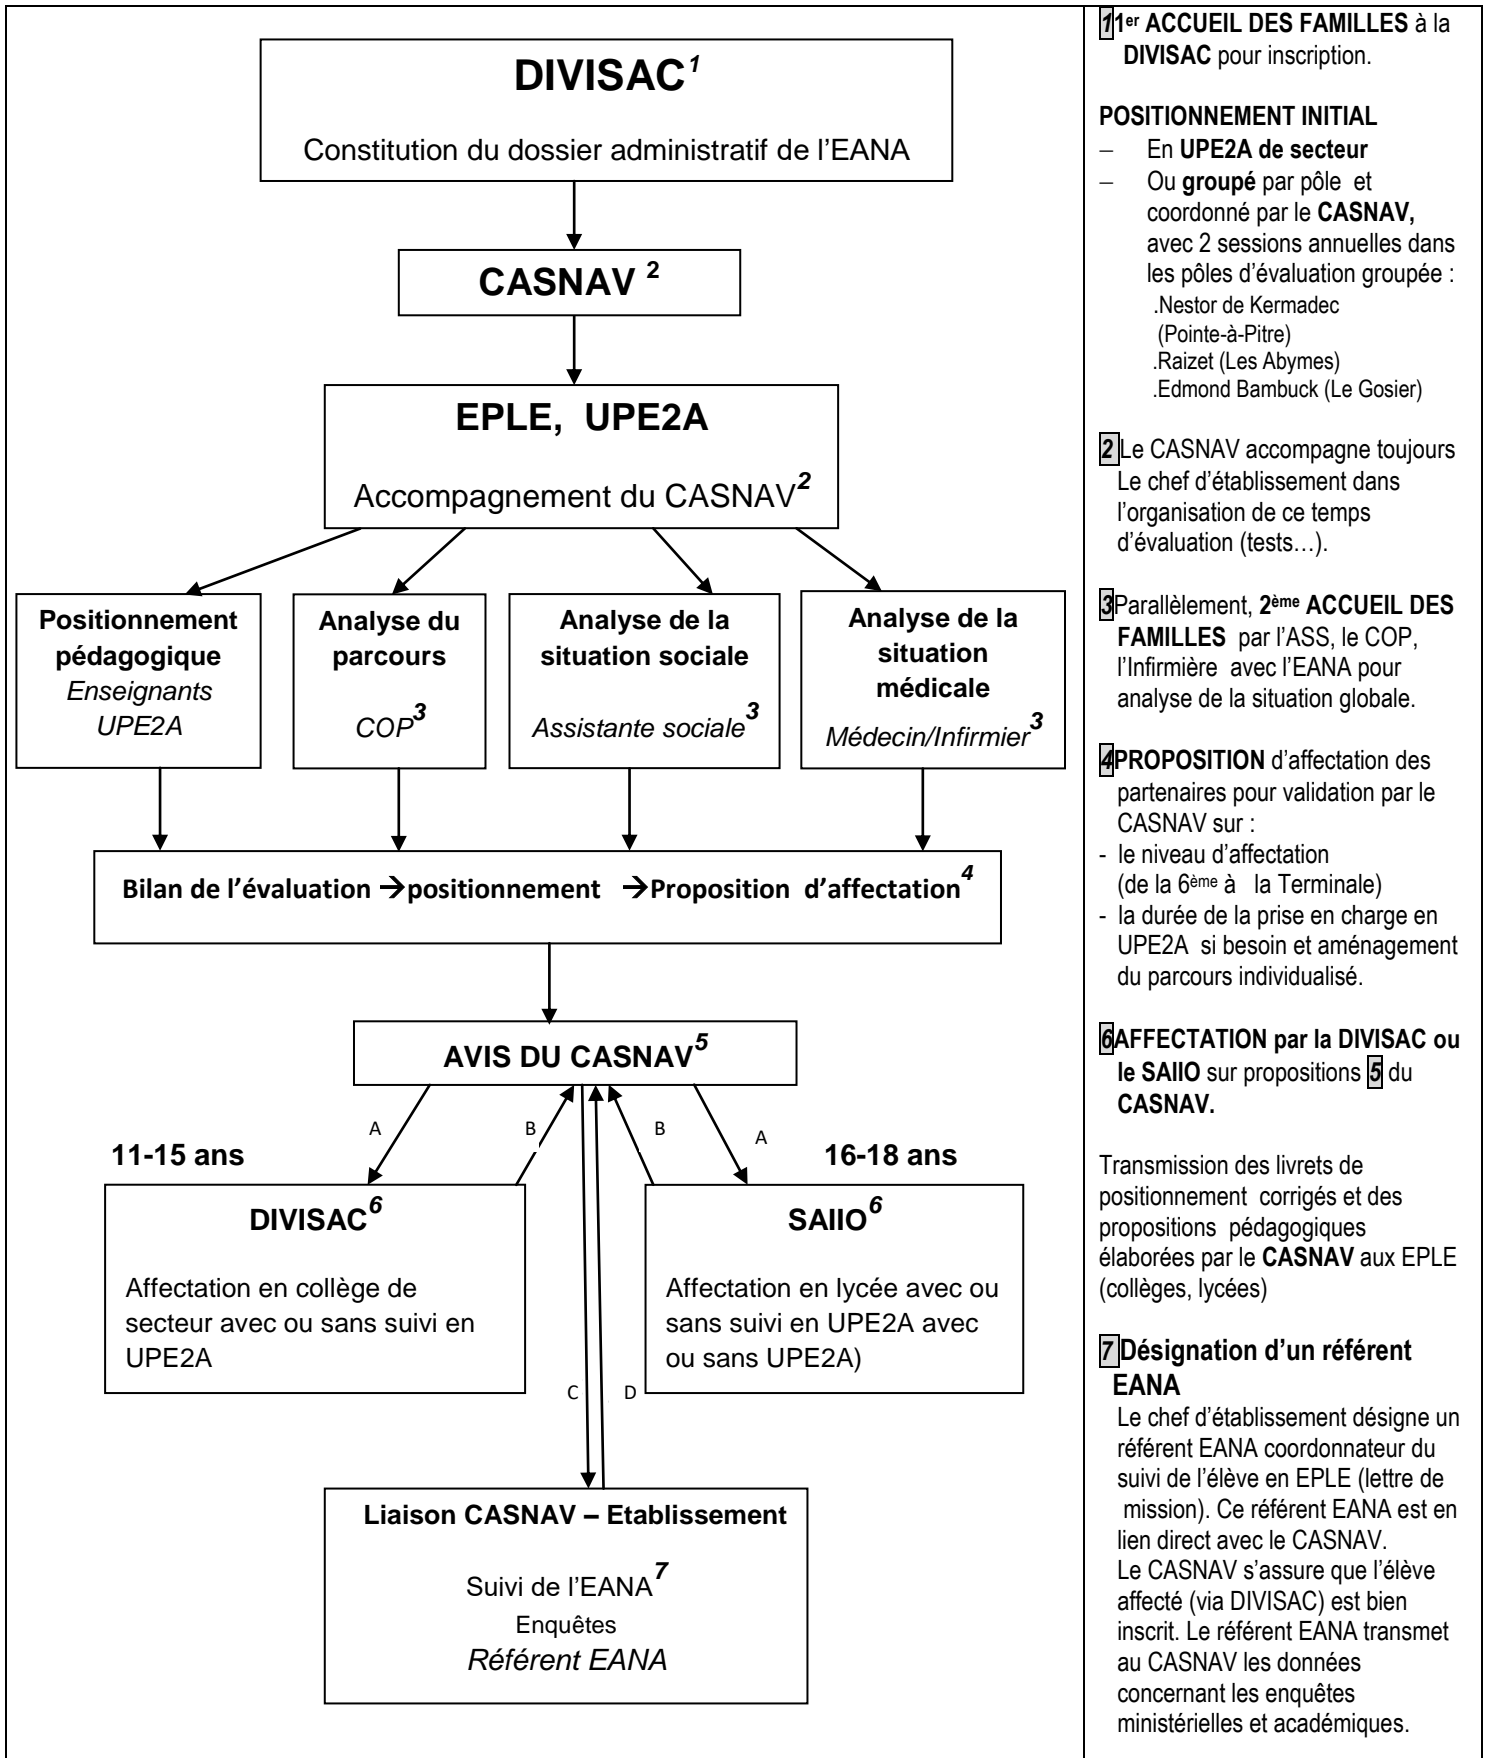 DIVISAC1
Constitution du dossier administratif de l’EANA
CASNAV 2
EPLE, UPE2A
Accompagnement du CASNAV2
Positionnement
pédagogique
Enseignants
UPE2A
Analyse du
parcours
COP3
Analyse de la
situation sociale
Assistante sociale3
Analyse de la
situation
médicale
Médecin/Infirmier3
Bilan de l’évaluation →positionnement →Proposition d’affectation4
AVIS DU CASNAV5
A
B
B
A
11-15 ans
16-18 ans
DIVISAC6
Affectation en collège de
secteur avec ou sans suivi en
UPE2A
SAIIO6
Affectation en lycée avec ou
sans suivi en UPE2A avec
ou sans UPE2A)
C
D
Liaison CASNAV – Etablissement
Suivi de l’EANA7
Enquêtes
Référent EANA
11er ACCUEIL DES FAMILLES à la
DIVISAC pour inscription.
POSITIONNEMENT INITIAL
– En UPE2A de secteur
– Ou groupé par pôle et
coordonné par le CASNAV,
avec 2 sessions annuelles dans
les pôles d’évaluation groupée :
.Nestor de Kermadec
(Pointe-à-Pitre)
.Raizet (Les Abymes)
.Edmond Bambuck (Le Gosier)
2 Le CASNAV accompagne toujours
Le chef d’établissement dans
l’organisation de ce temps
d’évaluation (tests…).
3Parallèlement, 2ème ACCUEIL DES
FAMILLES par l’ASS, le COP,
l’Infirmière avec l’EANA pour
analyse de la situation globale.
4PROPOSITION d’affectation des
partenaires pour validation par le
CASNAV sur :
- le niveau d’affectation
(de la 6ème à la Terminale)
- la durée de la prise en charge en
UPE2A si besoin et aménagement
du parcours individualisé.
6AFFECTATION par la DIVISAC ou
le SAIIO sur propositions 5 du
CASNAV.
Transmission des livrets de
positionnement corrigés et des
propositions pédagogiques
élaborées par le CASNAV aux EPLE
(collèges, lycées)
7 Désignation d’un référent
EANA
Le chef d’établissement désigne un
référent EANA coordonnateur du
suivi de l’élève en EPLE (lettre de
mission). Ce référent EANA est en
lien direct avec le CASNAV.
Le CASNAV s’assure que l’élève
affecté (via DIVISAC) est bien
inscrit. Le référent EANA transmet
au CASNAV les données
concernant les enquêtes
ministérielles et académiques.